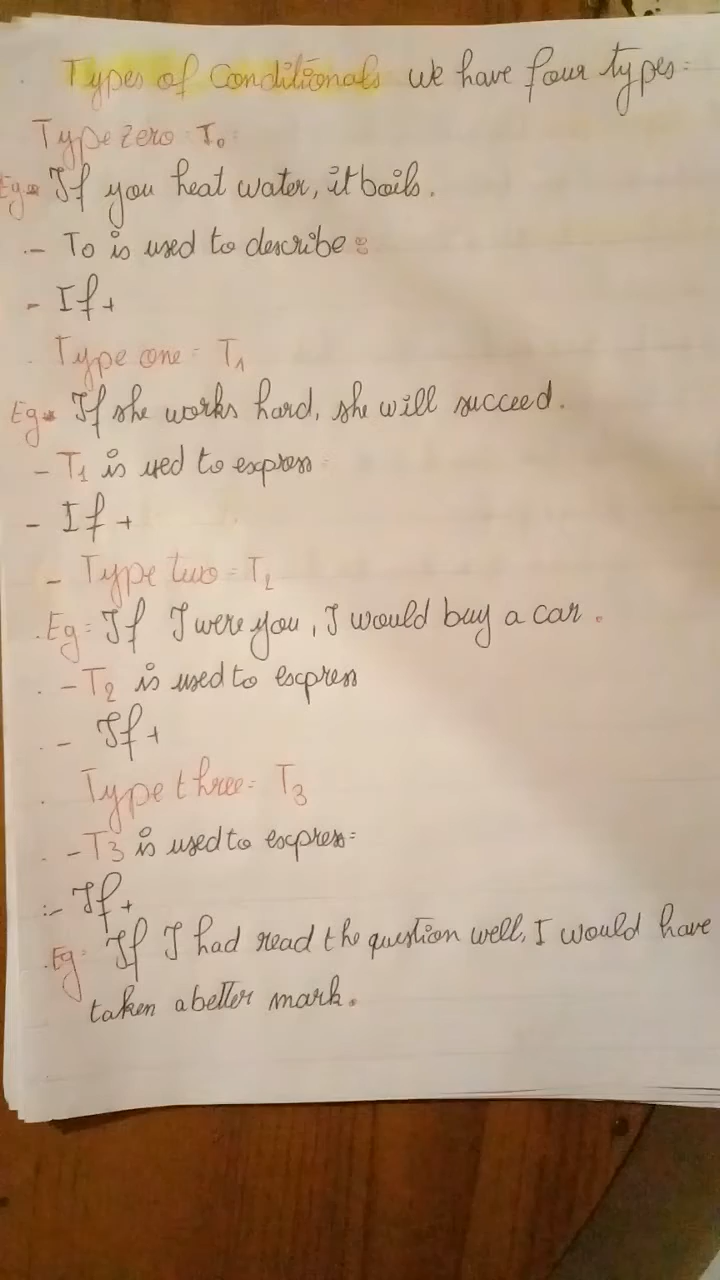 Types of Conditionals we have four types:
Type zero = T0:
Eg= If you heat water, it boils.
- To is used to describe:
- If +
Type one = T1
Eg= If she works hard, she will succeed.
- T1 is used to express:
- If +
- Type two = T2
Eg= If I were you, I would buy a car.
- T2 is used to express
- If +
Type three = T3
- T3 is used to express=
- If +
Eg= If I had read the question well, I would have
taken a better mark.